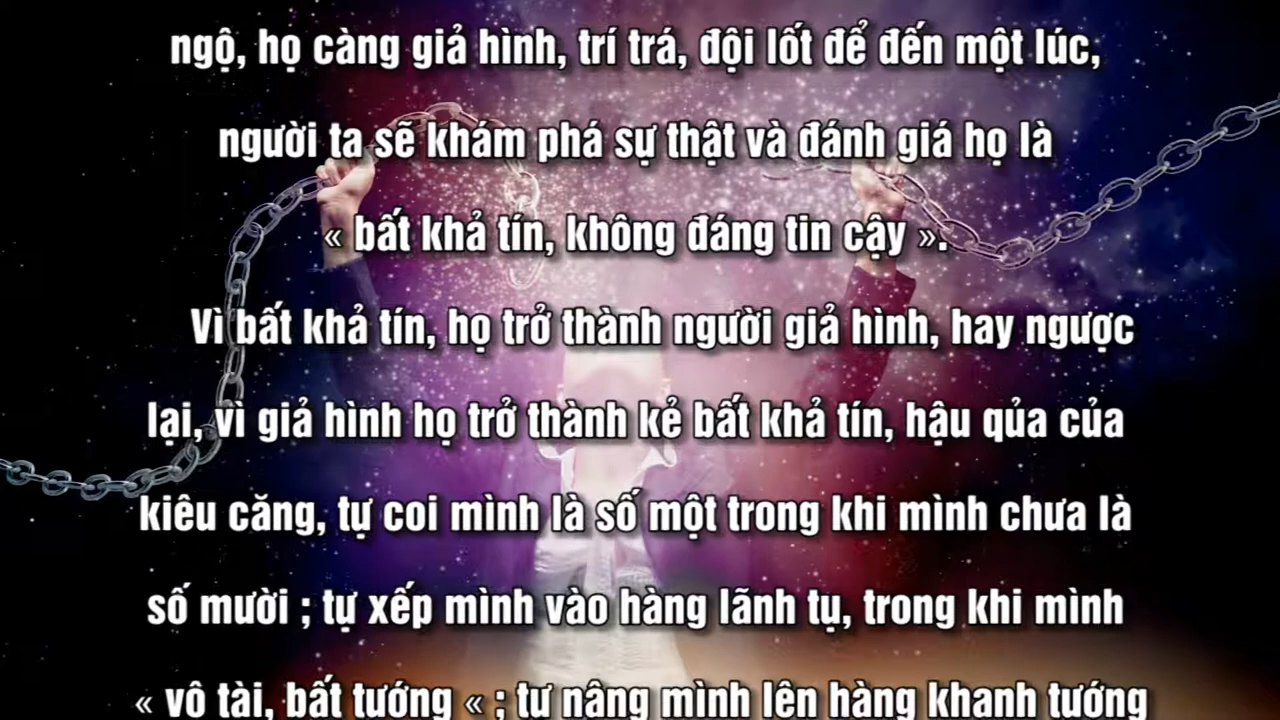 ngộ, họ càng giả hình, trí trá, đội lốt để đến một lúc,
người ta sẽ khám phá sự thật và đánh giá họ là
« bất khả tín, không đáng tin cậy ».
Vì bất khả tín, họ trở thành người giả hình, hay ngược
lại, vì giả hình họ trở thành kẻ bất khả tín, hậu qủa của
kiêu căng, tự coi mình là số một trong khi mình chưa là
số mười ; tự xếp mình vào hàng lãnh tụ, trong khi mình
« vô tài, bất tướng « ; tự nâng mình lên hàng khanh tướng